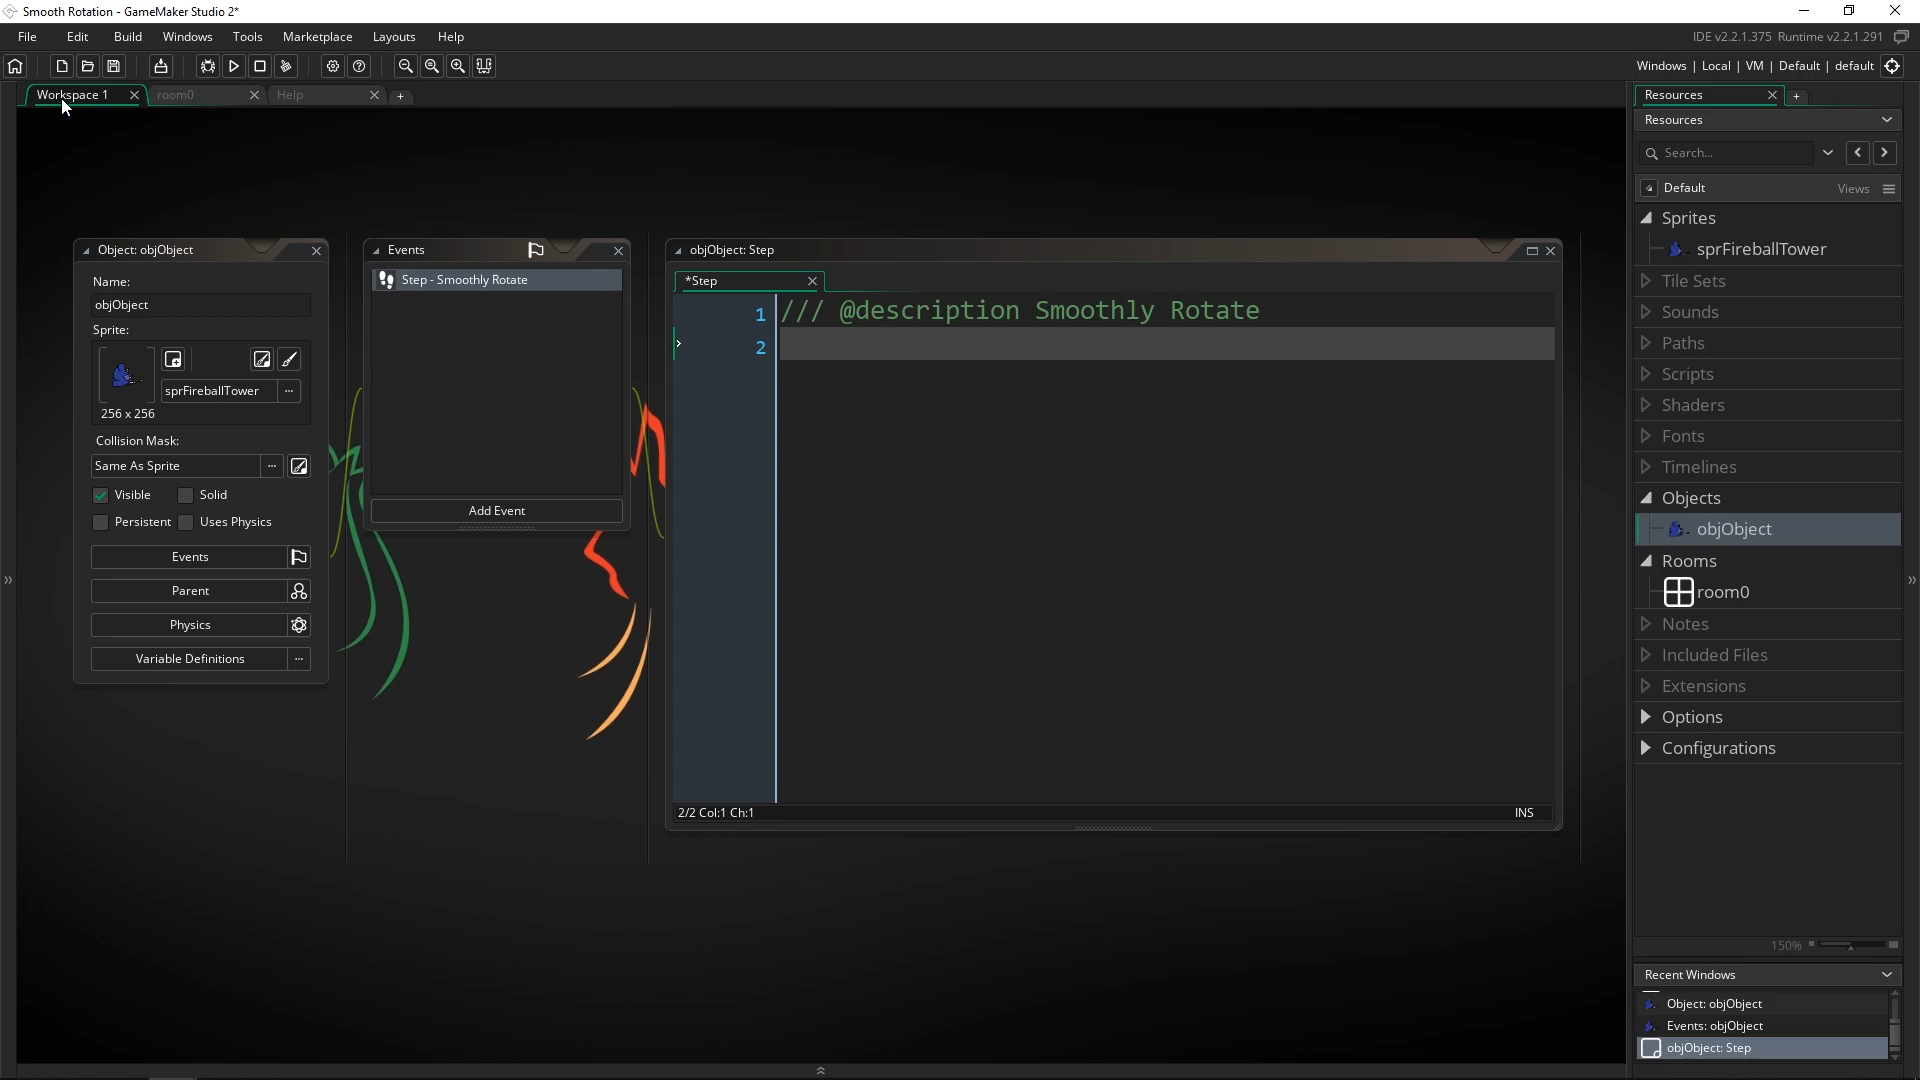 Smooth Rotation - GameMaker Studio 2*
File Edit Build Windows Tools Marketplace Layouts Help
IDE v2.2.1.375 Runtime v2.2.1.291
Windows | Local | VM | Default | default
Workspace 1
room0
Help
+
Resources
+
Resources
Search...
Default
Views
Sprites
sprFireballTower
Tile Sets
Sounds
Paths
Scripts
Shaders
Fonts
Timelines
Objects
objObject
Rooms
room0
Notes
Included Files
Extensions
Options
Configurations
150%
Recent Windows
Object: objObject
Events: objObject
objObject: Step
Object: objObject
Name:
objObject
Sprite:
sprFireballTower
...
256 x 256
Collision Mask:
Same As Sprite
...
Visible
Solid
Persistent
Uses Physics
Events
Parent
Physics
Variable Definitions
...
Events
Step - Smoothly Rotate
Add Event
objObject: Step
*Step
1 /// @description Smoothly Rotate
2
2/2 Col:1 Ch:1
INS